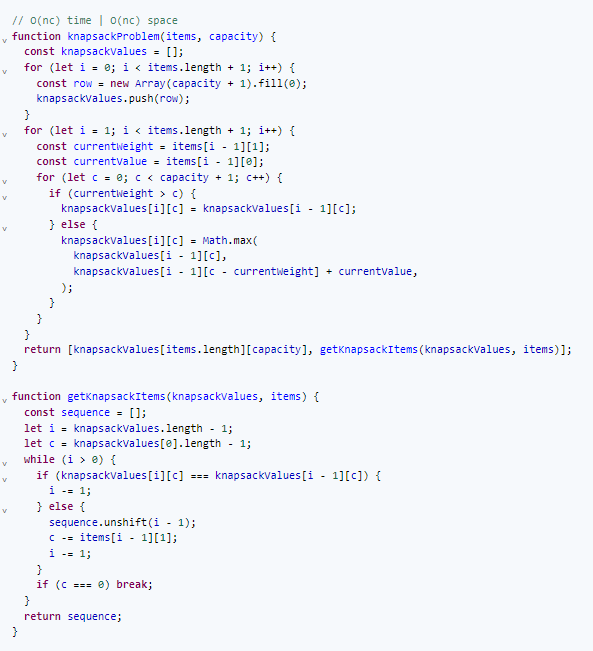 // O(nc) time | O(nc) space
function knapsackProblem(items, capacity) {
  const knapsackValues = [];
  for (let i = 0; i < items.length + 1; i++) {
    const row = new Array(capacity + 1).fill(0);
    knapsackValues.push(row);
  }
  for (let i = 1; i < items.length + 1; i++) {
    const currentWeight = items[i - 1][1];
    const currentValue = items[i - 1][0];
    for (let c = 0; c < capacity + 1; c++) {
      if (currentWeight > c) {
        knapsackValues[i][c] = knapsackValues[i - 1][c];
      } else {
        knapsackValues[i][c] = Math.max(
          knapsackValues[i - 1][c],
          knapsackValues[i - 1][c - currentWeight] + currentValue,
        );
      }
    }
  }
  return [knapsackValues[items.length][capacity], getKnapsackItems(knapsackValues, items)];
}

function getKnapsackItems(knapsackValues, items) {
  const sequence = [];
  let i = knapsackValues.length - 1;
  let c = knapsackValues[0].length - 1;
  while (i > 0) {
    if (knapsackValues[i][c] === knapsackValues[i - 1][c]) {
      i -= 1;
    } else {
      sequence.unshift(i - 1);
      c -= items[i - 1][1];
      i -= 1;
    }
    if (c === 0) break;
  }
  return sequence;
}